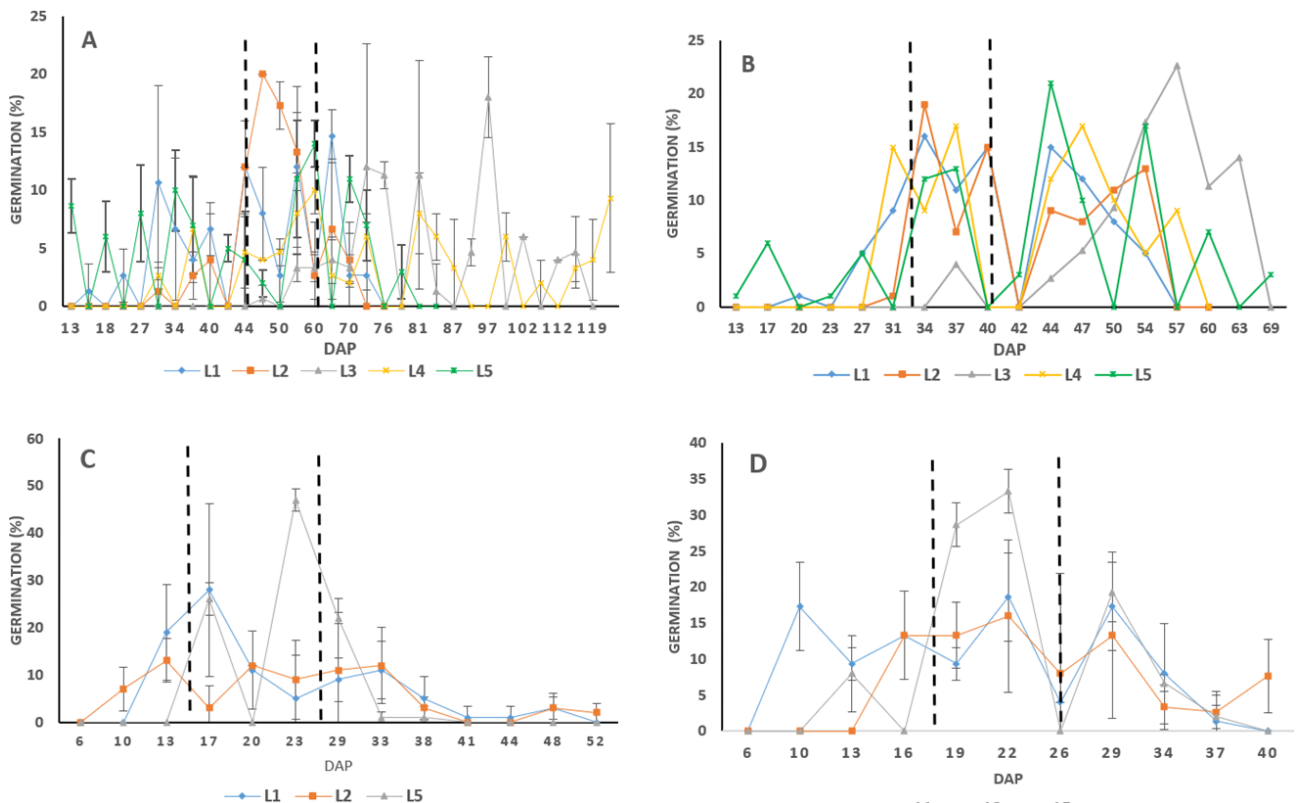 A
GERMINATION (%)
25
20
15
10
5
0
13 18 27 34 40 44 50 60 70 76 81 87 97 102 112 119
DAP
L1 L2 L3 L4 L5
B
GERMINATION (%)
25
20
15
10
5
0
13 17 20 23 27 31 34 37 40 42 44 47 50 54 57 60 63 69
DAP
L1 L2 L3 L4 L5
C
GERMINATION (%)
60
50
40
30
20
10
0
6 10 13 17 20 23 29 33 38 41 44 48 52
DAP
L1 L2 L5
D
GERMINATION (%)
40
35
30
25
20
15
10
5
0
6 10 13 16 19 22 26 29 34 37 40
DAP